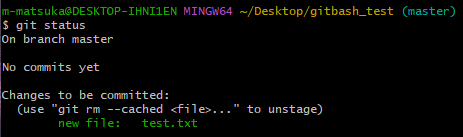 m-matsuka@DESKTOP-IHNI1EN MINGW64 ~/Desktop/gitbash_test (master)
$ git status
On branch master

No commits yet

Changes to be committed:
  (use "git rm --cached <file>..." to unstage)
        new file:   test.txt